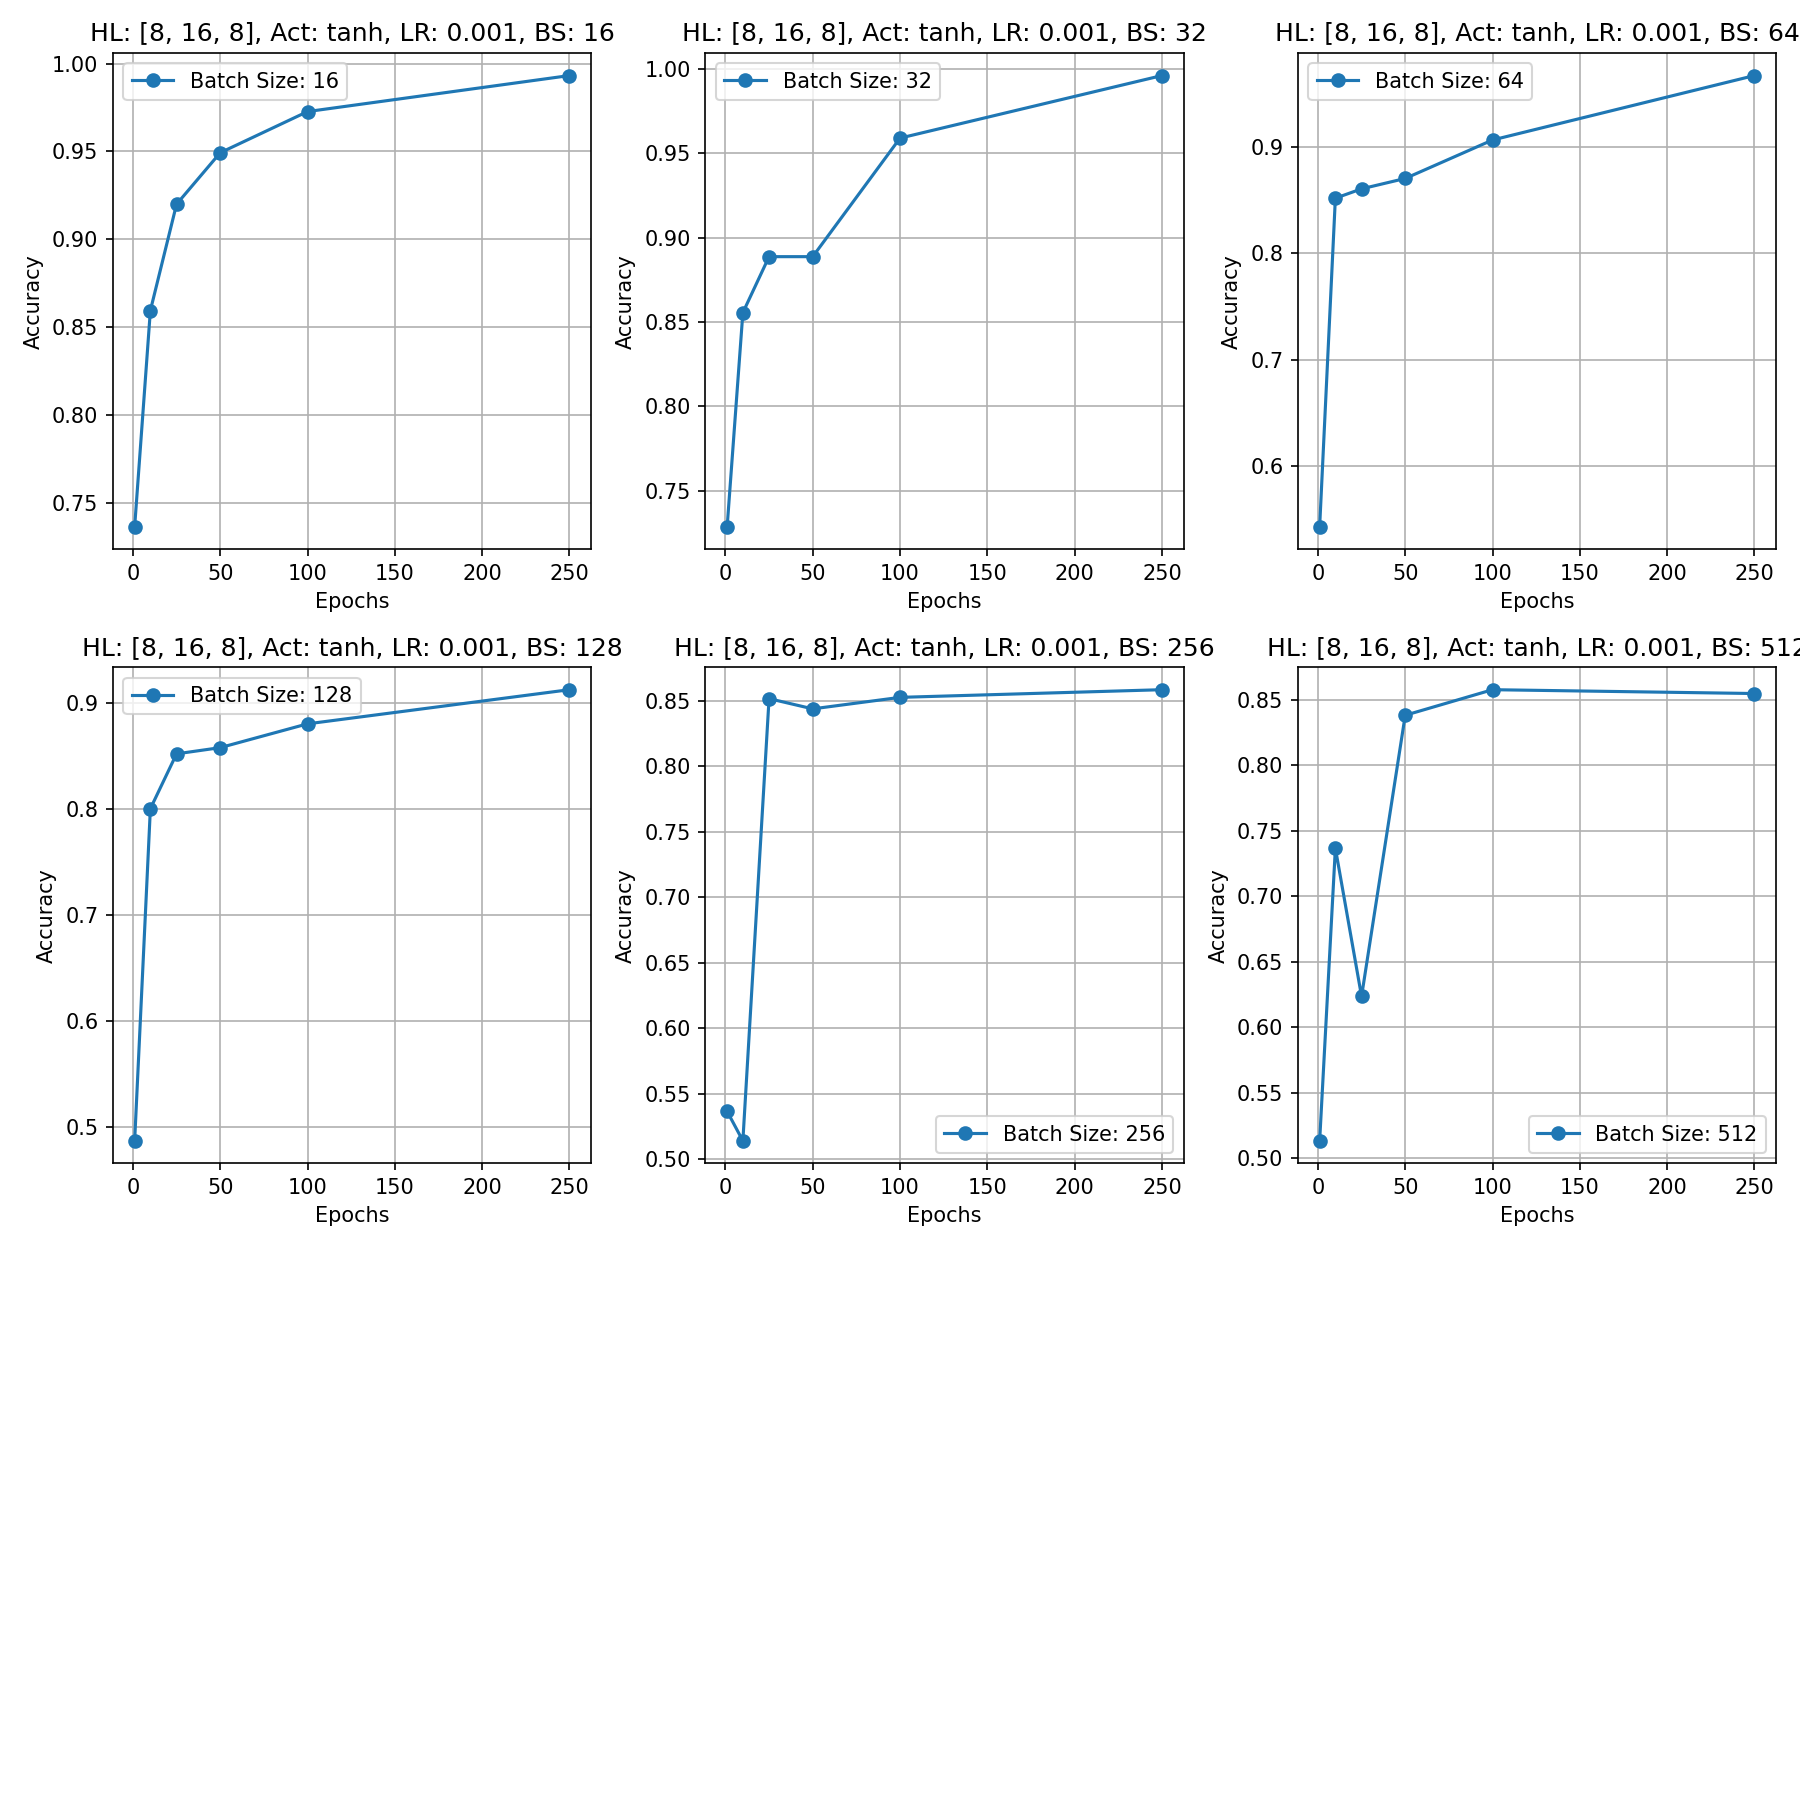 HL: [8, 16, 8], Act: tanh, LR: 0.001, BS: 16
Batch Size: 16
1.00
0.95
0.90
0.85
0.80
0.75
Accuracy
0 50 100 150 200 250
Epochs
HL: [8, 16, 8], Act: tanh, LR: 0.001, BS: 32
Batch Size: 32
1.00
0.95
0.90
0.85
0.80
0.75
Accuracy
0 50 100 150 200 250
Epochs
HL: [8, 16, 8], Act: tanh, LR: 0.001, BS: 64
Batch Size: 64
0.9
0.8
0.7
0.6
Accuracy
0 50 100 150 200 250
Epochs
HL: [8, 16, 8], Act: tanh, LR: 0.001, BS: 128
Batch Size: 128
0.9
0.8
0.7
0.6
0.5
Accuracy
0 50 100 150 200 250
Epochs
HL: [8, 16, 8], Act: tanh, LR: 0.001, BS: 256
0.85
0.80
0.75
0.70
0.65
0.60
0.55
0.50
Accuracy
Batch Size: 256
0 50 100 150 200 250
Epochs
HL: [8, 16, 8], Act: tanh, LR: 0.001, BS: 512
0.85
0.80
0.75
0.70
0.65
0.60
0.55
0.50
Accuracy
Batch Size: 512
0 50 100 150 200 250
Epochs